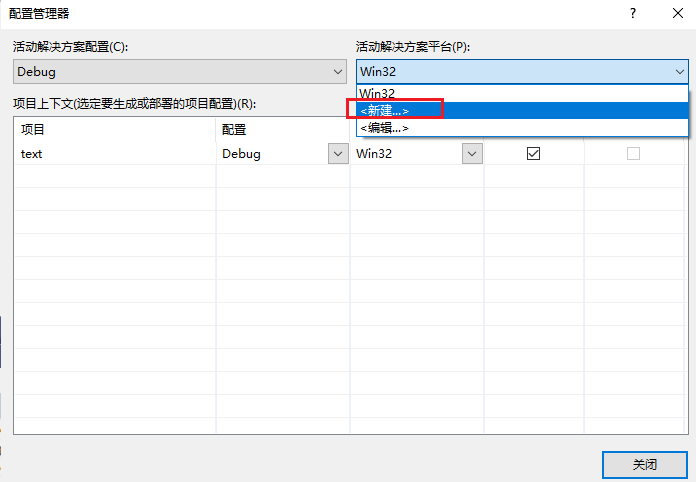 配置管理器
?
活动解决方案配置(C):
活动解决方案平台(P):
Debug
Win32
Win32
<新建...>
<编辑...>
项目上下文(选定要生成或部署的项目配置)(R):
项目
配置
text
Debug
Win32
关闭